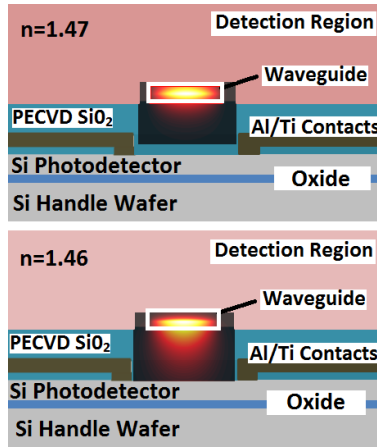 n=1.47
Detection Region
Waveguide
PECVD Si0₂
Al/Ti Contacts
Si Photodetector
Oxide
Si Handle Wafer
n=1.46
Detection Region
Waveguide
PECVD SiO₂
Al/Ti Contacts
Si Photodetector
Oxide
Si Handle Wafer